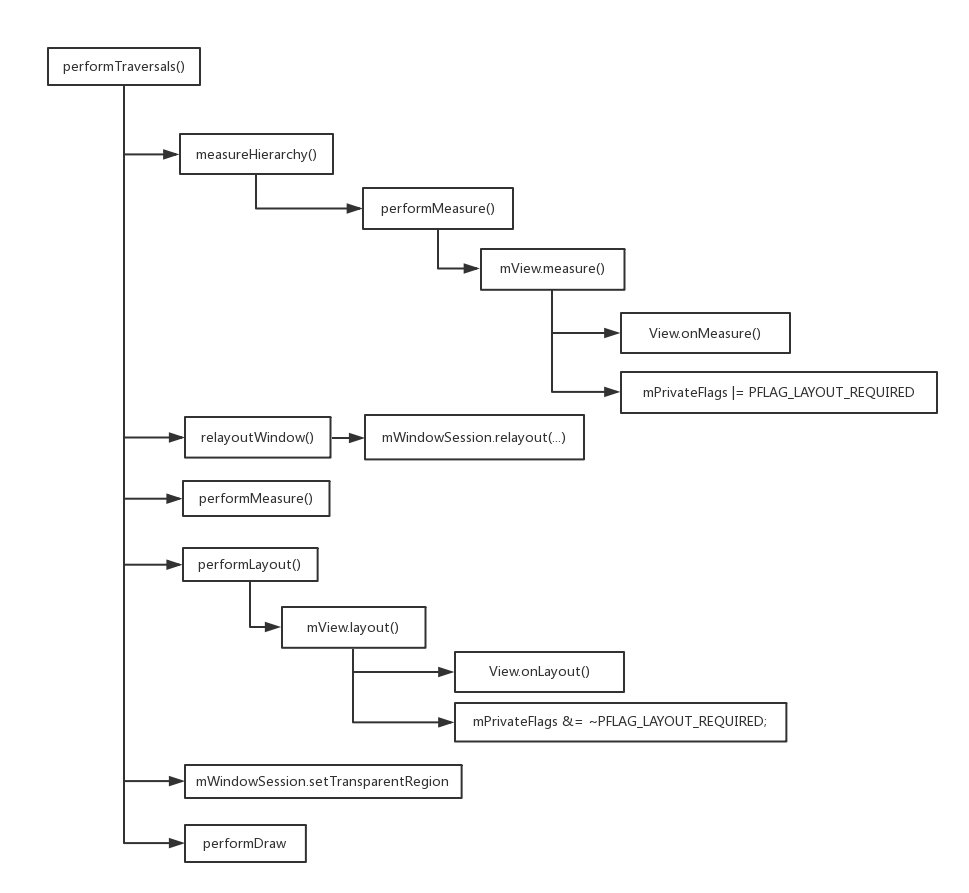 performTraversals()
measureHierarchy()
performMeasure()
mView.measure()
View.onMeasure()
mPrivateFlags |= PFLAG_LAYOUT_REQUIRED
relayoutWindow()
mWindowSession.relayout(...)
performMeasure()
performLayout()
mView.layout()
View.onLayout()
mPrivateFlags &= ~PFLAG_LAYOUT_REQUIRED;
mWindowSession.setTransparentRegion
performDraw